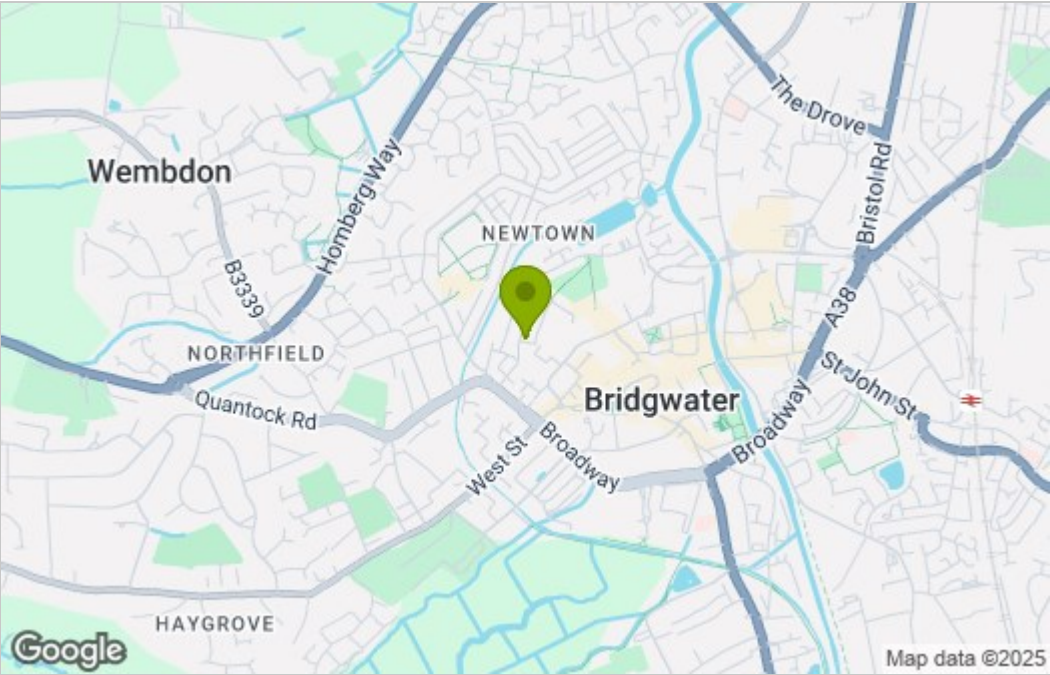 The Drove
Wembdon
Homberg Way
Bristol Rd
NEWTOWN
B3339
A38
NORTHFIELD
St John St
Quantock Rd
Bridgwater
Broadway
West St
Broadway
HAYGROVE
Google
Map data ©2025